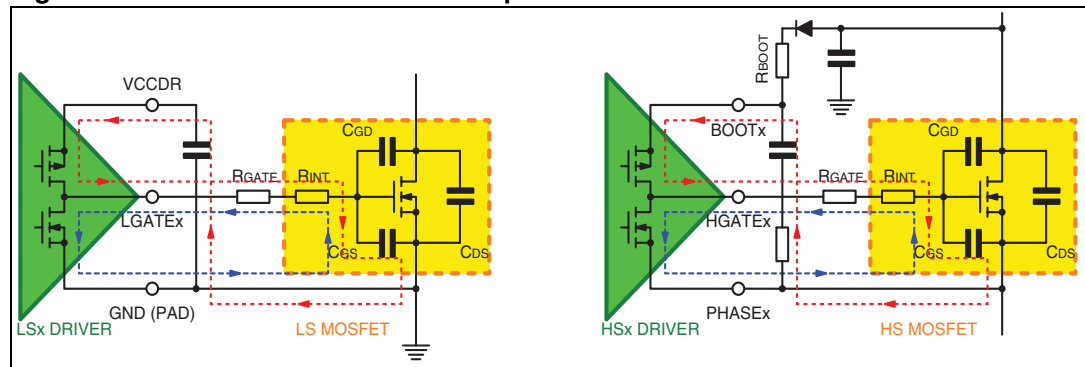 VCCDR
CGD
RGATE
RINT
LGATEx
CGS
CDS
GND (PAD)
LSx DRIVER
LS MOSFET
RBOOT
BOOTx
CGD
RGATE
RINT
HGATEx
CGS
CDS
PHASEx
HSx DRIVER
HS MOSFET